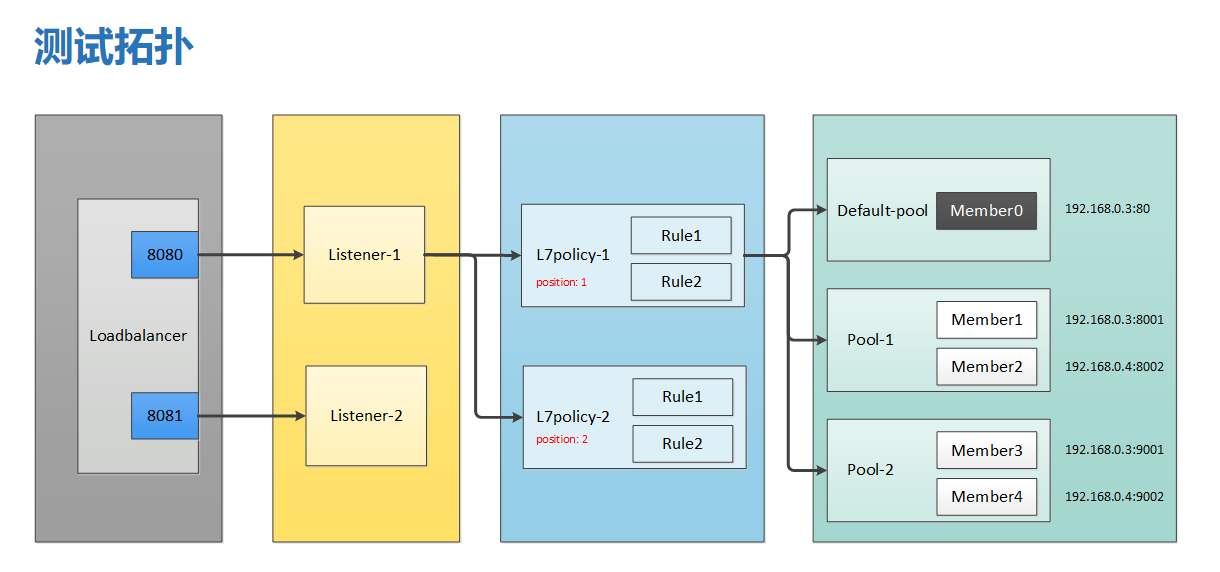 测试拓扑
8080
Loadbalancer
8081
Listener-1
Listener-2
L7policy-1
position: 1
Rule1
Rule2
L7policy-2
position: 2
Rule1
Rule2
Default-pool
Member0
192.168.0.3:80
Pool-1
Member1
192.168.0.3:8001
Member2
192.168.0.4:8002
Pool-2
Member3
192.168.0.3:9001
Member4
192.168.0.4:9002